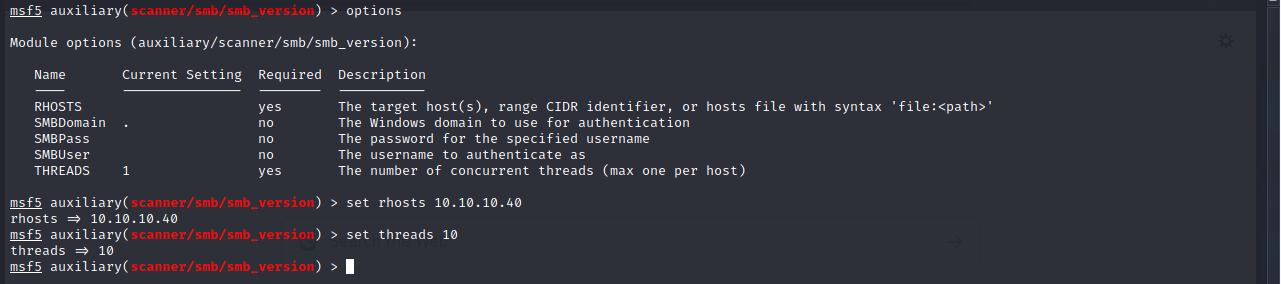 msf5 auxiliary(scanner/smb/smb_version) > options
Module options (auxiliary/scanner/smb/smb_version):
Name Current Setting Required Description
---- --------------- -------- -----------
RHOSTS yes The target host(s), range CIDR identifier, or hosts file with syntax 'file:<path>'
SMBDomain . no The Windows domain to use for authentication
SMBPass no The password for the specified username
SMBUser no The username to authenticate as
THREADS 1 yes The number of concurrent threads (max one per host)
msf5 auxiliary(scanner/smb/smb_version) > set rhosts 10.10.10.40
rhosts => 10.10.10.40
msf5 auxiliary(scanner/smb/smb_version) > set threads 10
threads => 10
msf5 auxiliary(scanner/smb/smb_version) >